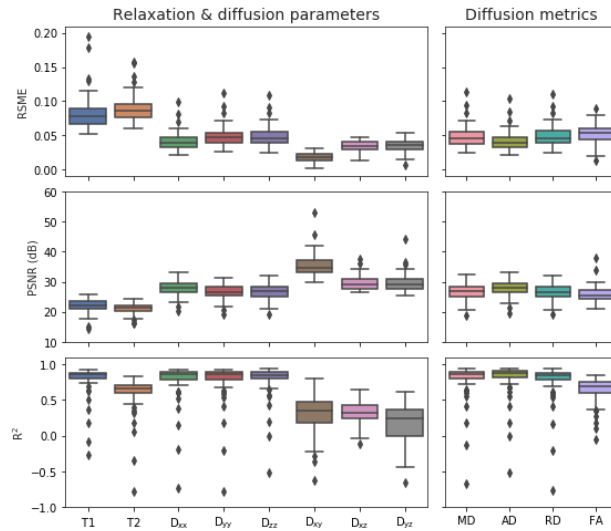 Relaxation & diffusion parameters
Diffusion metrics
RSME
0.20
0.15
0.10
0.05
0.00
PSNR (dB)
60
50
40
30
20
10
R²
1.0
0.5
0.0
−0.5
−1.0
T1 T2 Dxx Dyy Dzz Dxy Dxz Dyz
MD AD RD FA